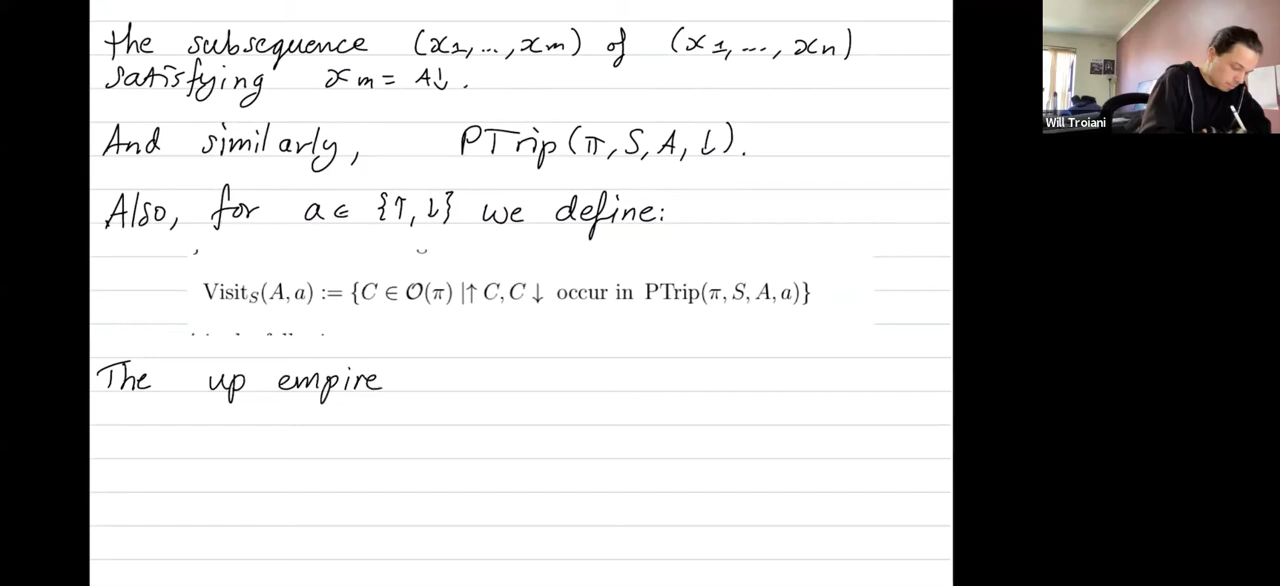 the subsequence (x1,...,xm) of (x1,...,xn)
satisfying xm = A↓.
And similarly, PTrip(π, S, A, ↓).
Also, for a ∈ {↑, ↓} we define:
Visit_S(A, a) := {C ∈ O(π) |↑ C, C ↓ occur in PTrip(π, S, A, a)}
The up empire
Will Troiani